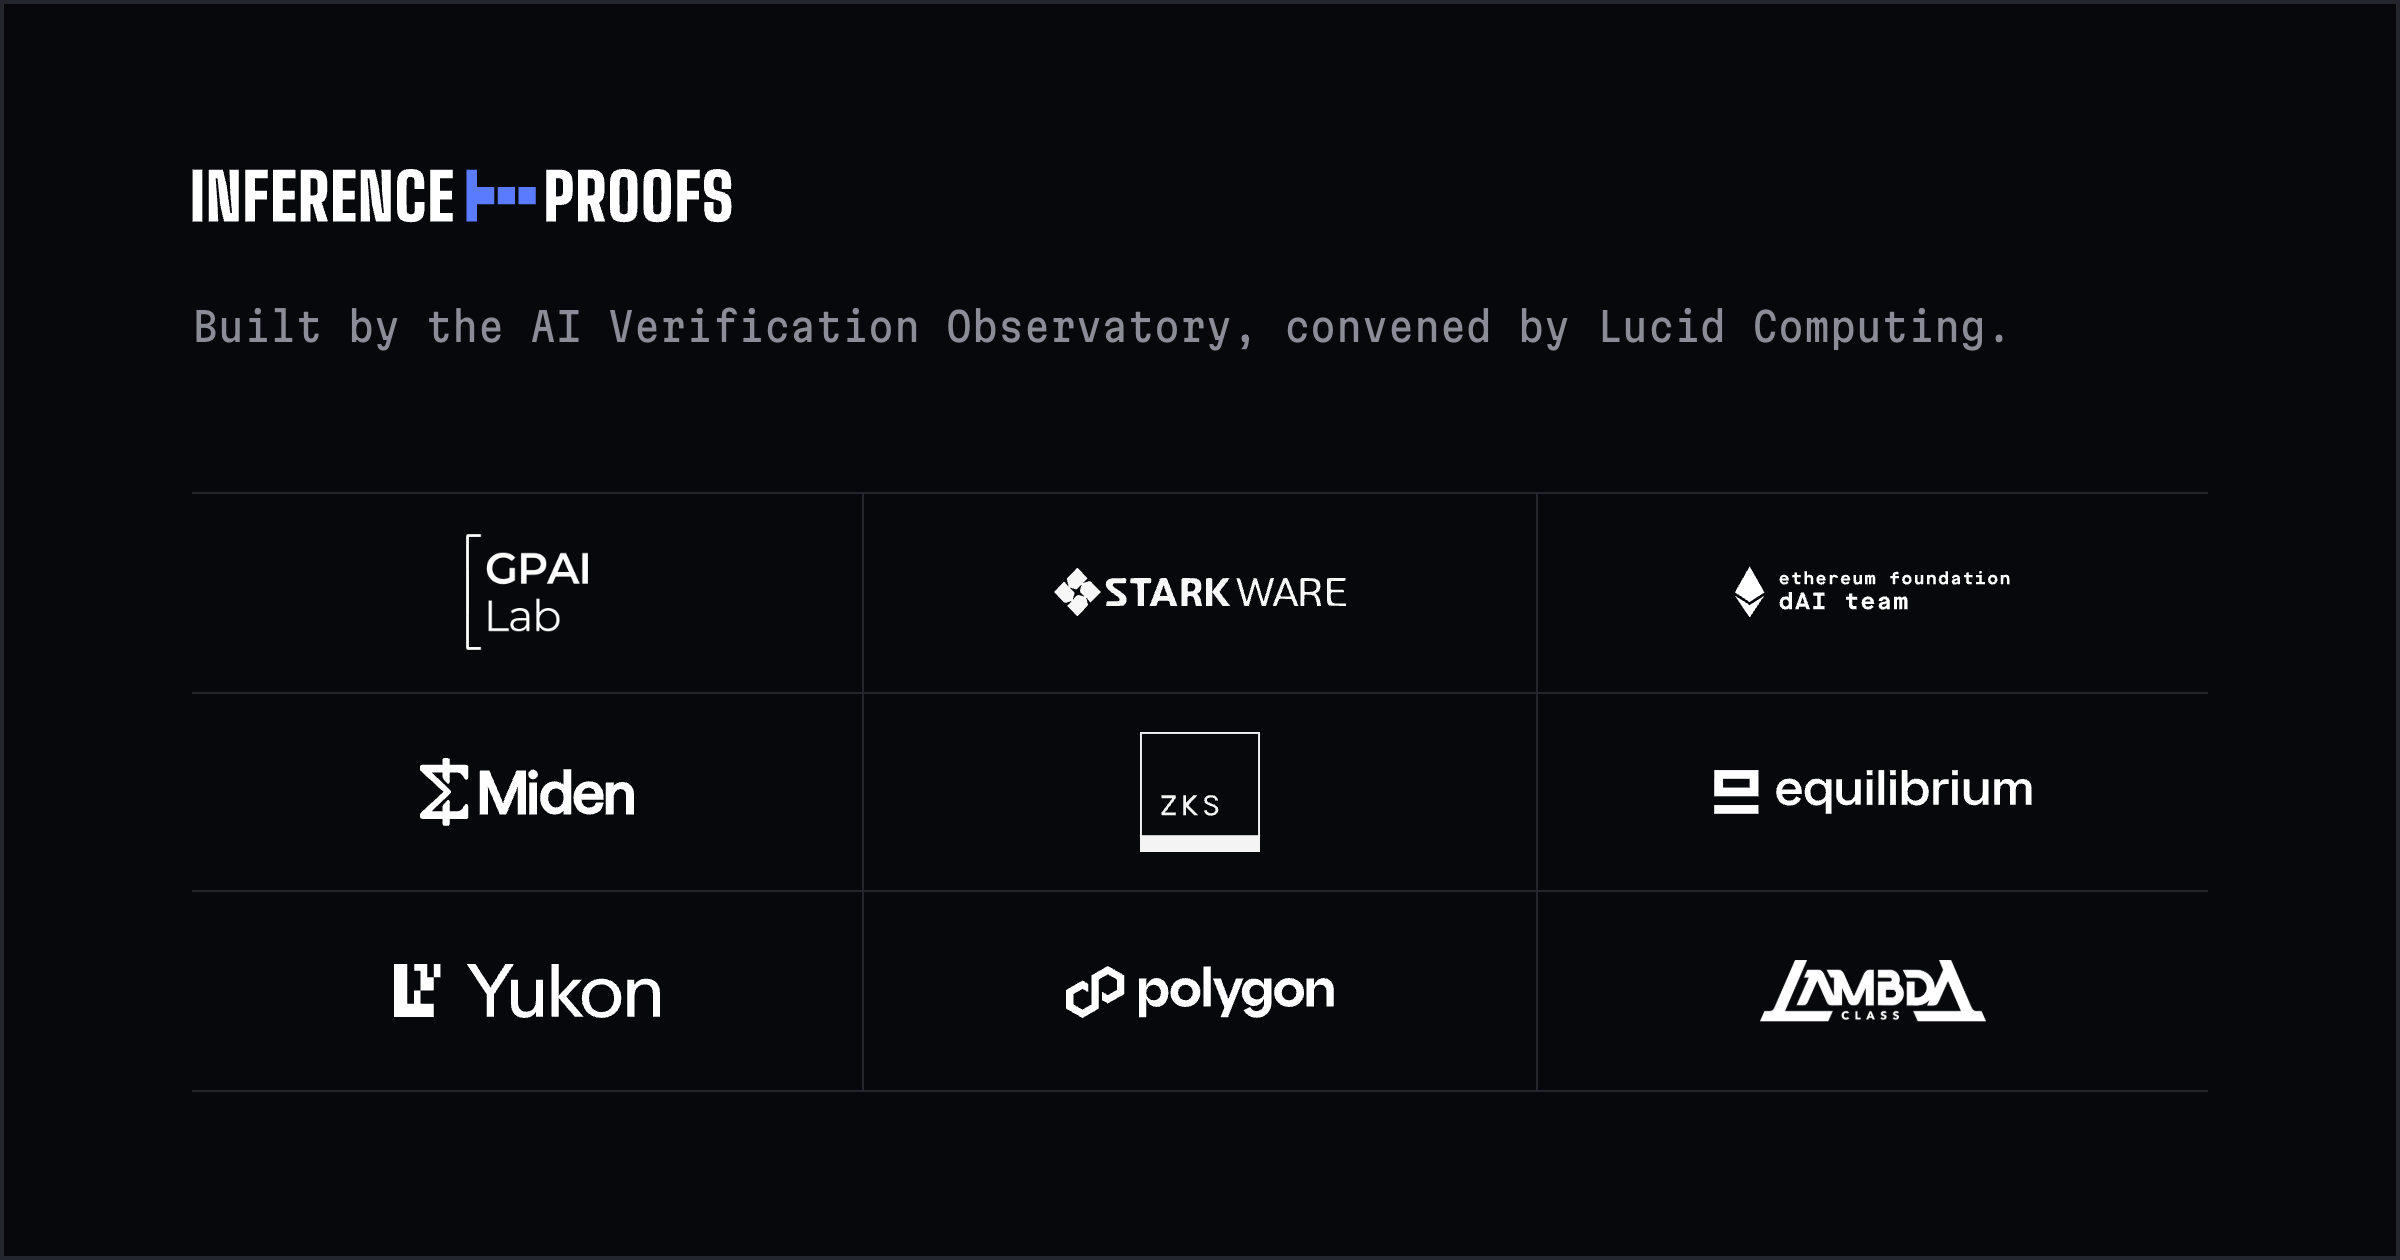 INFERENCE PROOFS
Built by the AI Verification Observatory, convened by Lucid Computing.
GPAI
Lab
STARKWARE
ethereum foundation
dAI team
Miden
ZKS
equilibrium
Yukon
polygon
LAMBDA
CLASS